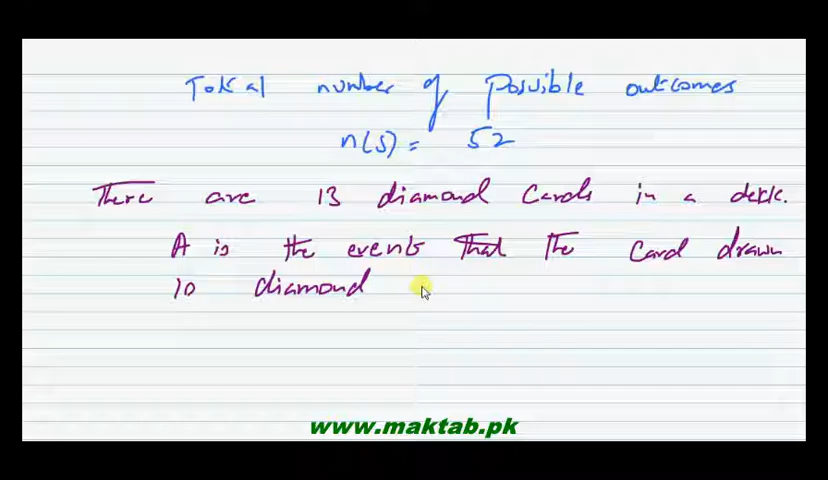 Total number of possible outcomes
n(S) = 52
There are 13 diamond cards in a deck.
A is the events that the card drawn
is diamond
www.maktab.pk